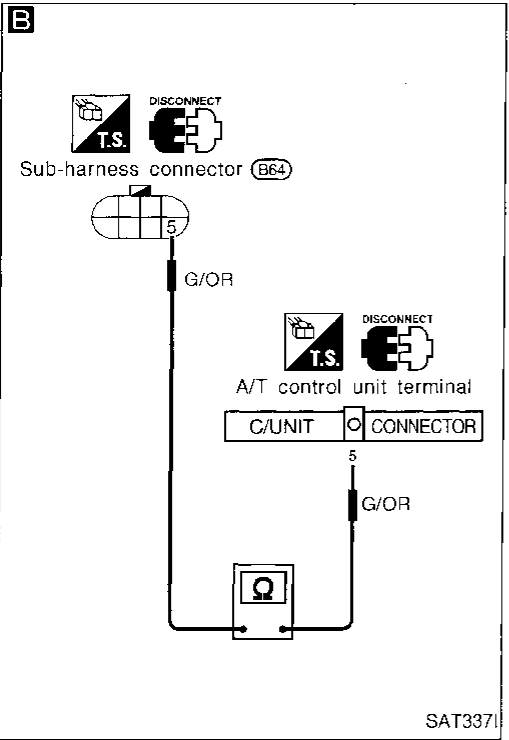 B
DISCONNECT
T.S.
Sub-harness connector B64
5
G/OR
DISCONNECT
T.S.
A/T control unit terminal
C/UNIT CONNECTOR
5
G/OR
Ω
SAT337I